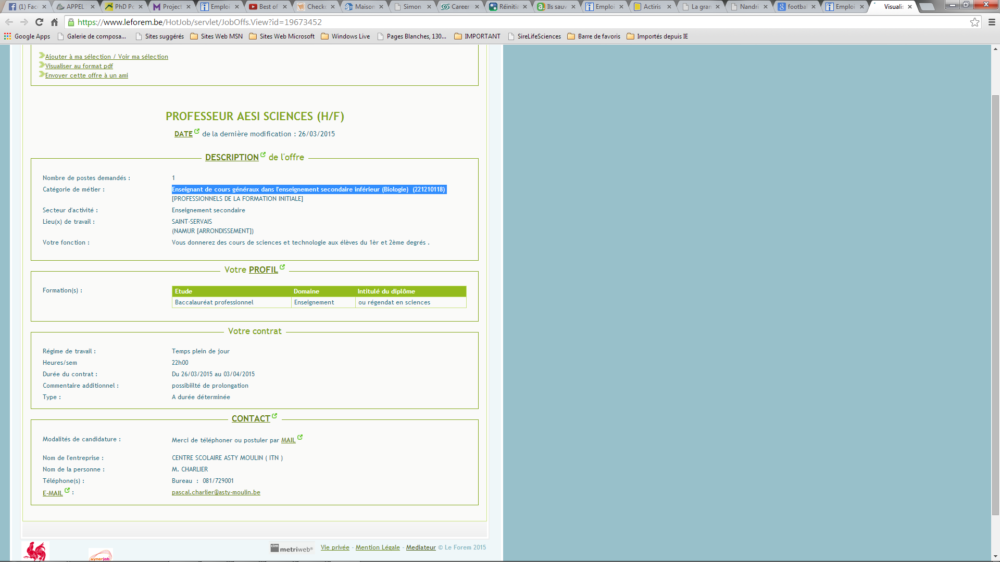 (1) Fac
APPEL
PhD Po
Project
Emploi
Best of
Checko
Maison
Simon
Career
Réinitia
Ils sauv
Emploi
Actiris
La gran
Nandri
footbal
Emploi
Visualis
https://www.leforem.be/HotJob/servlet/JobOffs.View?id=19673452
Google Apps
Galerie de composa...
Sites suggérés
Sites Web MSN
Sites Web Microsoft
Windows Live
Pages Blanches, 130...
IMPORTANT
SireLifeSciences
Barre de favoris
Importés depuis IE
Ajouter à ma sélection / Voir ma sélection
Visualiser au format pdf
Envoyer cette offre à un ami
PROFESSEUR AESI SCIENCES (H/F)
DATE de la dernière modification : 26/03/2015
DESCRIPTION de l'offre
Nombre de postes demandés : 1
Catégorie de métier : Enseignant de cours généraux dans l'enseignement secondaire inférieur (Biologie) (221210118)
[PROFESSIONNELS DE LA FORMATION INITIALE]
Secteur d'activité : Enseignement secondaire
Lieu(x) de travail : SAINT-SERVAIS
(NAMUR [ARRONDISSEMENT])
Votre fonction : Vous donnerez des cours de sciences et technologie aux élèves du 1èr et 2ème degrés .
Votre PROFIL
Formation(s) :
Etude Domaine Intitulé du diplôme
Baccalauréat professionnel Enseignement ou régendat en sciences
Votre contrat
Régime de travail : Temps plein de jour
Heures/sem 22h00
Durée du contrat : Du 26/03/2015 au 03/04/2015
Commentaire additionnel : possibiilté de prolongation
Type : A durée déterminée
CONTACT
Modalités de candidature : Merci de téléphoner ou postuler par MAIL
Nom de l'entreprise : CENTRE SCOLAIRE ASTY MOULIN ( ITN )
Nom de la personne : M. CHARLIER
Téléphone(s) : Bureau : 081/729001
E-MAIL : pascal.charlier@asty-moulin.be
cim metriweb® Vie privée - Mention Légale - Mediateur © Le Forem 2015
synerjob